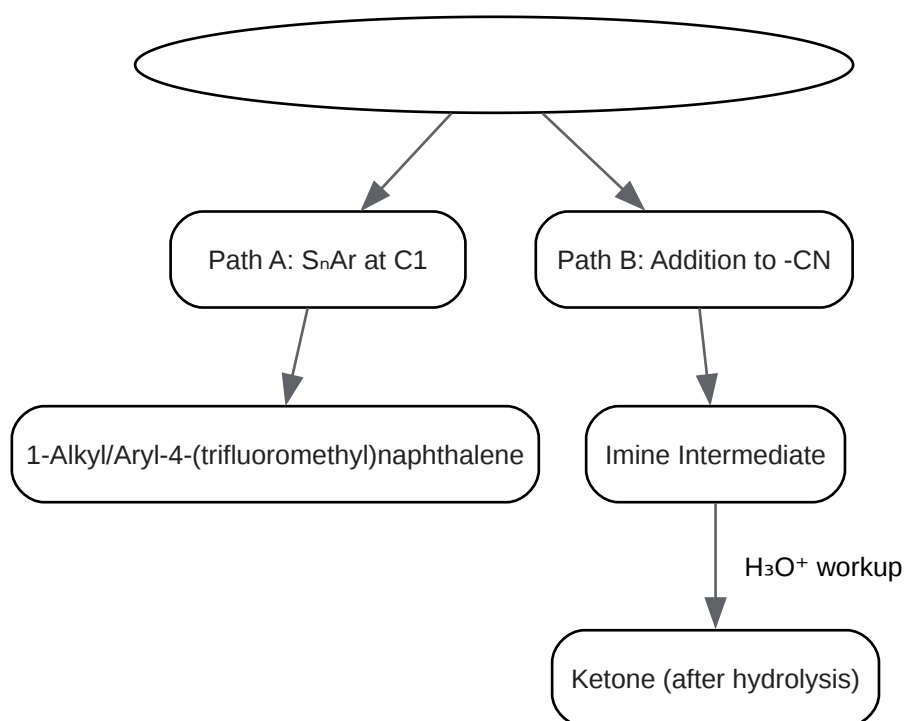 Path A: SₙAr at C1
Path B: Addition to -CN
1-Alkyl/Aryl-4-(trifluoromethyl)naphthalene
Imine Intermediate
H₃O⁺ workup
Ketone (after hydrolysis)